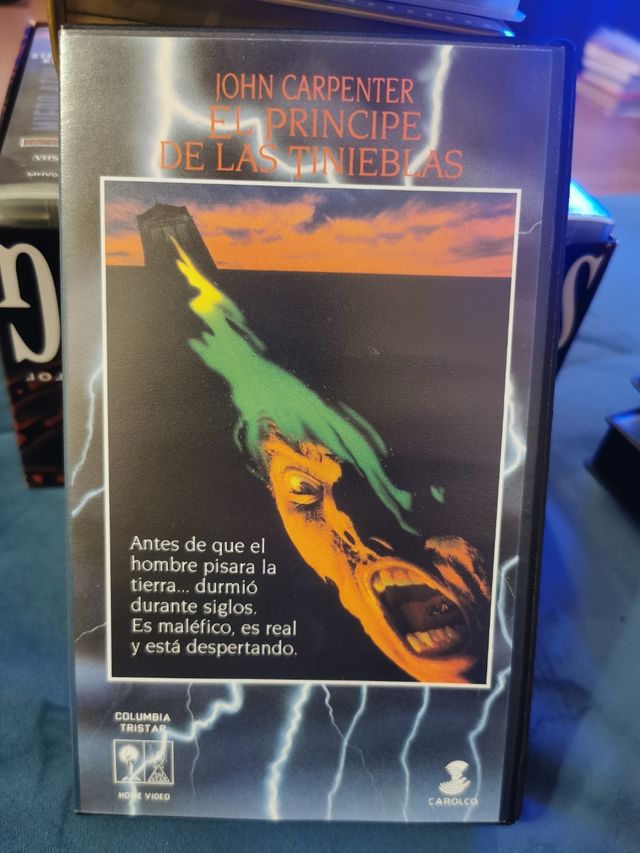 JOHN CARPENTER
EL PRINCIPE
DE LAS TINIEBLAS
Antes de que el
hombre pisara la
tierra... durmió
durante siglos.
Es maléfico, es real
y está despertando.
COLUMBIA
TRISTAR
HOME VIDEO
CAROLCO